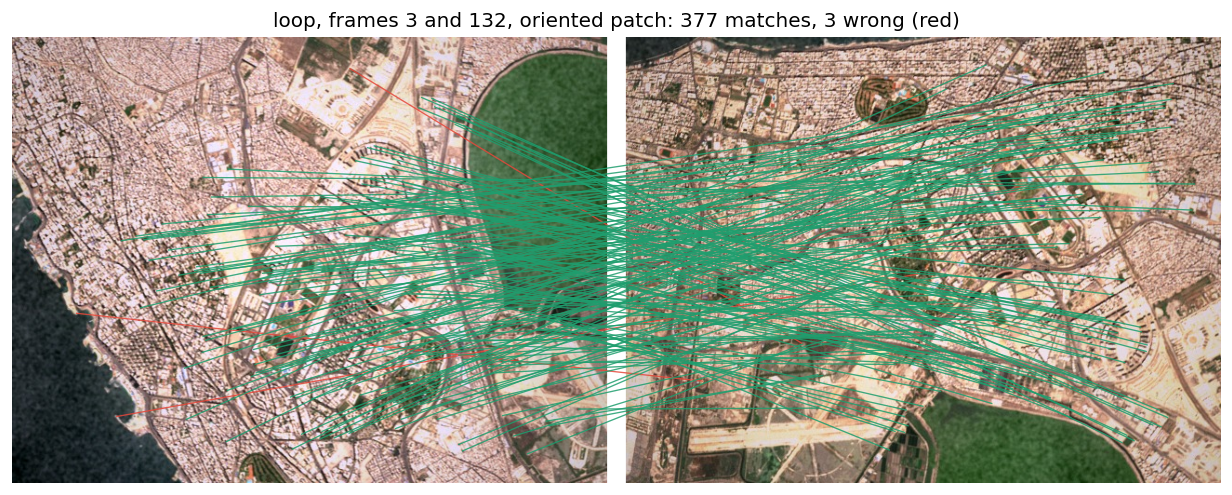 loop, frames 3 and 132, oriented patch: 377 matches, 3 wrong (red)